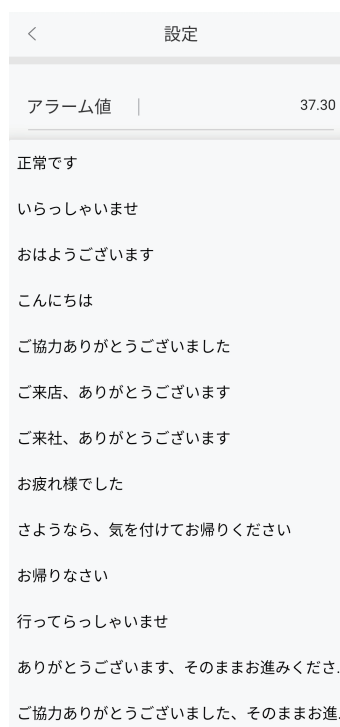 設定
アラーム値 | 37.30
正常です
いらっしゃいませ
おはようございます
こんにちは
ご協力ありがとうございました
ご来店、ありがとうございます
ご来社、ありがとうございます
お疲れ様でした
さようなら、気を付けてお帰りください
お帰りなさい
行ってらっしゃいませ
ありがとうございます、そのままお進みくださ...
ご協力ありがとうございました、そのままお進...